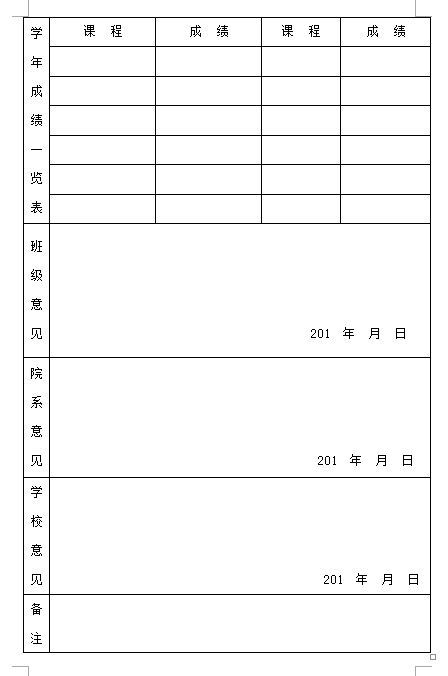 学年成绩一览表
课 程 成 绩 课 程 成 绩
班级意见
201 年 月 日
院系意见
201 年 月 日
学校意见
201 年 月 日
备注